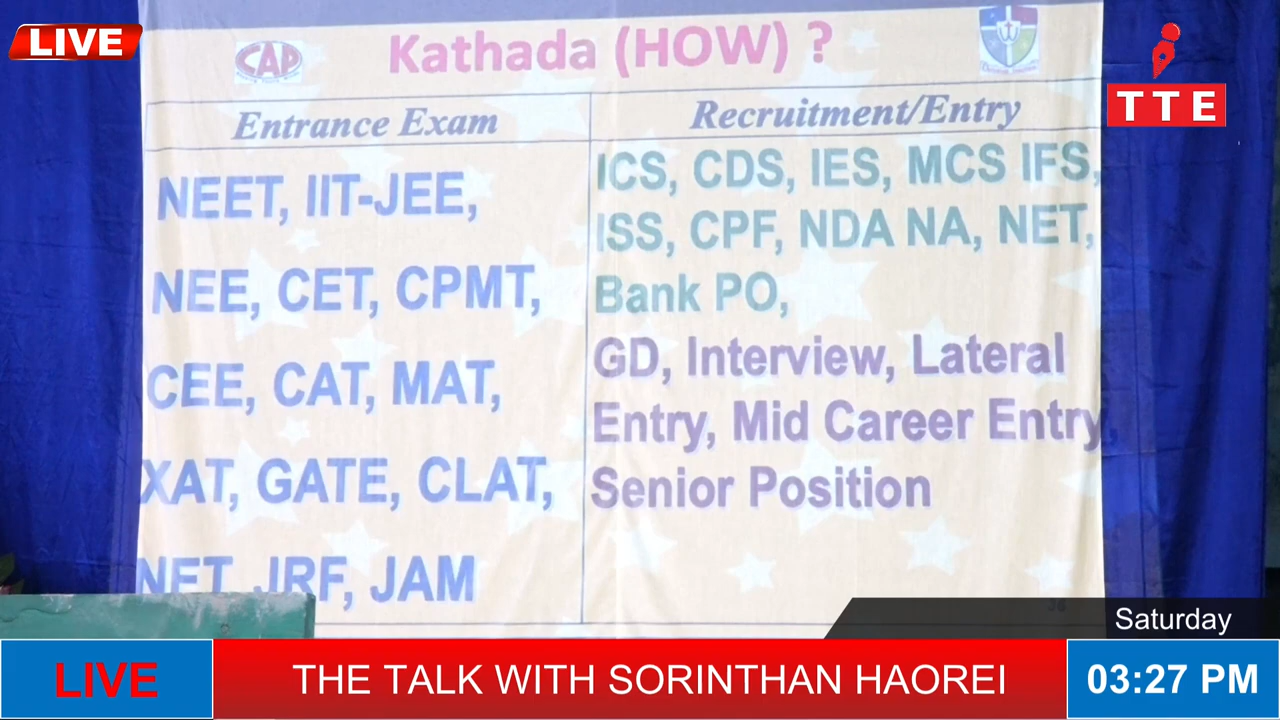 LIVE
CAP
Kathada (HOW) ?
TTE
Entrance Exam
Recruitment/Entry
NEET, IIT-JEE,
NEE, CET, CPMT,
CEE, CAT, MAT,
XAT, GATE, CLAT,
NET, JRF, JAM
ICS, CDS, IES, MCS IFS,
ISS, CPF, NDA NA, NET,
Bank PO,
GD, Interview, Lateral
Entry, Mid Career Entry,
Senior Position
Saturday
LIVE
THE TALK WITH SORINTHAN HAOREI
03:27 PM